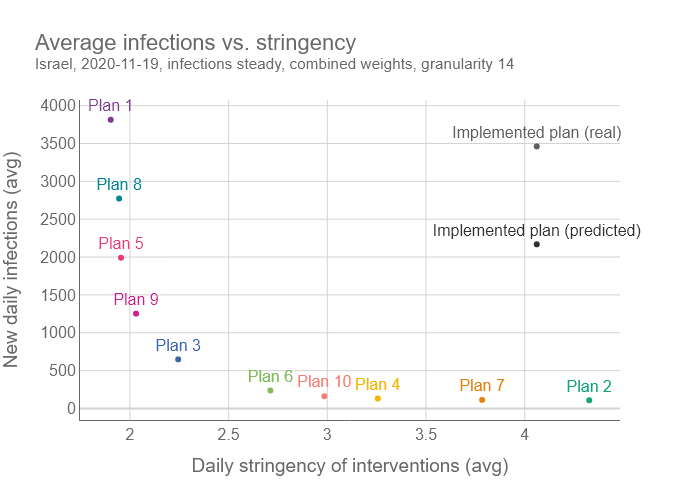 Average infections vs. stringency
Israel, 2020-11-19, infections steady, combined weights, granularity 14
New daily infections (avg)
4000
3500
3000
2500
2000
1500
1000
500
0
Plan 1
Implemented plan (real)
Plan 8
Implemented plan (predicted)
Plan 5
Plan 9
Plan 3
Plan 6
Plan 10
Plan 4
Plan 7
Plan 2
2
2.5
3
3.5
4
Daily stringency of interventions (avg)